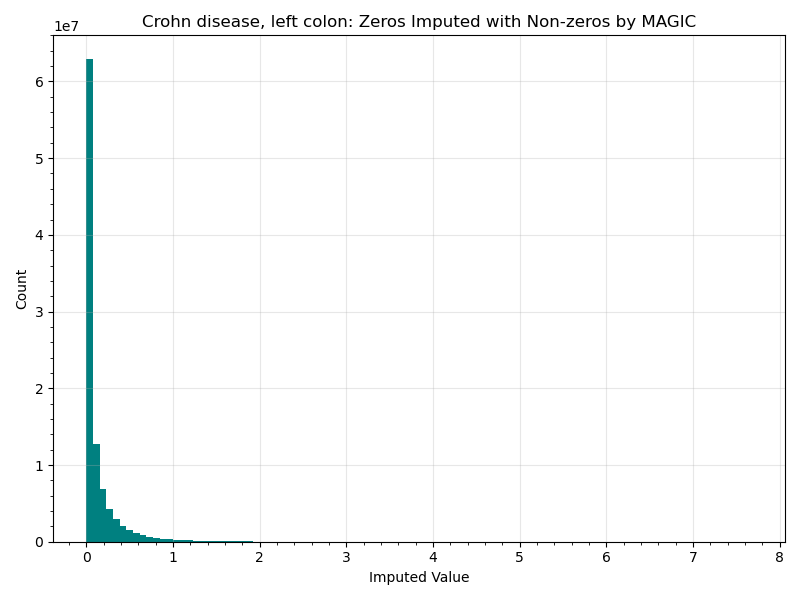 Crohn disease, left colon: Zeros Imputed with Non-zeros by MAGIC
1e7
6
5
4
3
2
1
0
Count
0 1 2 3 4 5 6 7 8
Imputed Value